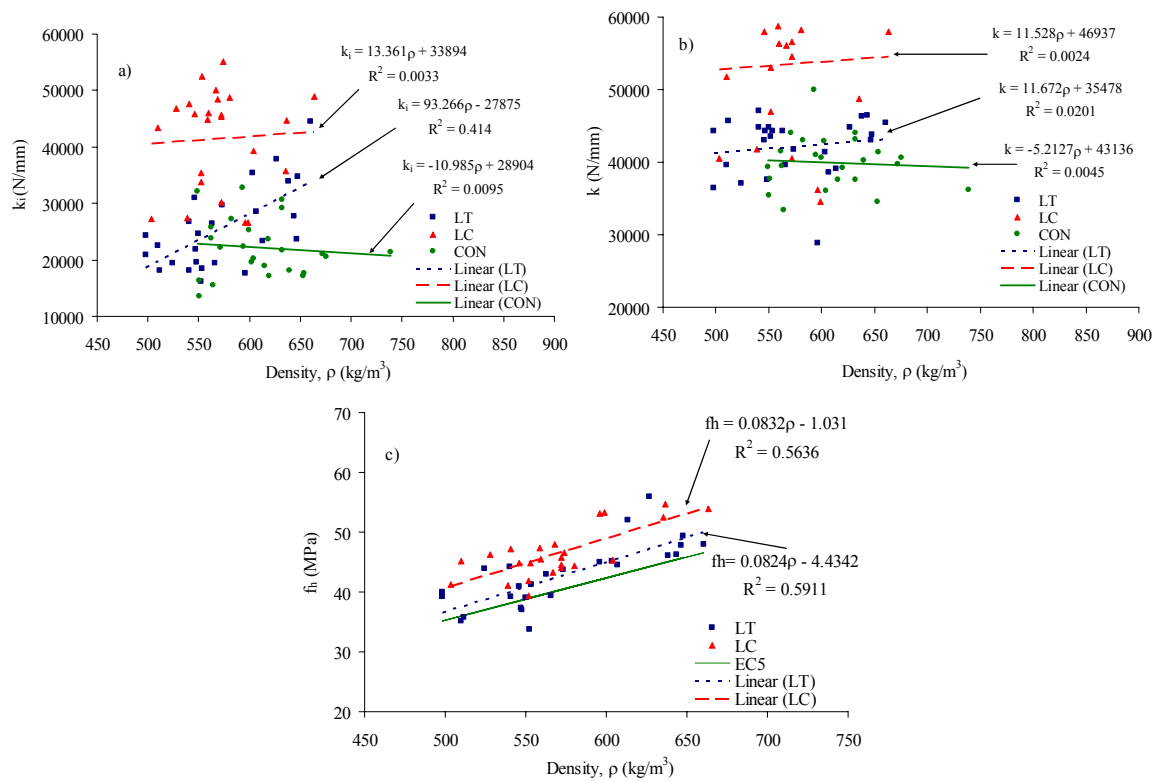 60000
50000
40000
30000
20000
10000
450 500 550 600 650 700 750 800 850 900
kᵢ (N/mm)
Density, ρ (kg/m³)
a)
kᵢ = 13.361ρ + 33894
R² = 0.0033
kᵢ = 93.266ρ - 27875
R² = 0.414
kᵢ = -10.985ρ + 28904
R² = 0.0095
LT
LC
CON
Linear (LT)
Linear (LC)
Linear (CON)
60000
50000
40000
30000
20000
450 500 550 600 650 700 750 800 850 900
k (N/mm)
Density, ρ (kg/m³)
b)
k = 11.528ρ + 46937
R² = 0.0024
k = 11.672ρ + 35478
R² = 0.0201
k = -5.2127ρ + 43136
R² = 0.0045
LT
LC
CON
Linear (LT)
Linear (LC)
Linear (CON)
70
60
50
40
30
20
450 500 550 600 650 700 750
fₕ (MPa)
Density, ρ (kg/m³)
c)
fh = 0.0832ρ - 1.031
R² = 0.5636
fh= 0.0824ρ - 4.4342
R² = 0.5911
LT
LC
EC5
Linear (LT)
Linear (LC)